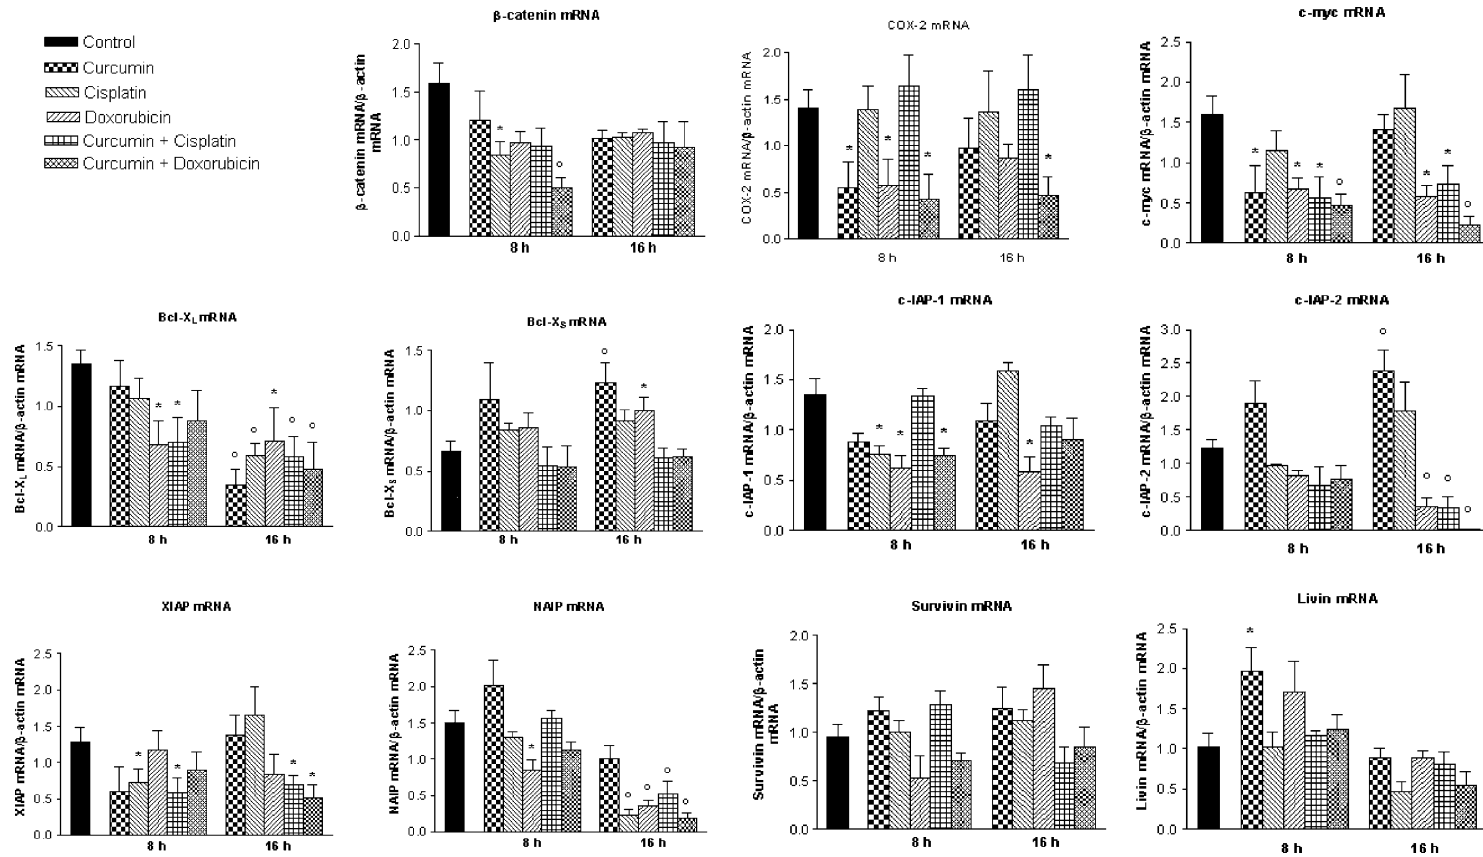 Control
Curcumin
Cisplatin
Doxorubicin
Curcumin + Cisplatin
Curcumin + Doxorubicin
β-catenin mRNA
β-catenin mRNA/β-actin
mRNA
2.0
1.5
1.0
0.5
0.0
*
°
8 h
16 h
COX-2 mRNA
COX-2 mRNA/β-actin mRNA
2.0
1.5
1.0
0.5
0.0
* * * *
8 h
16 h
c-myc mRNA
c-myc mRNA/β-actin mRNA
2.5
2.0
1.5
1.0
0.5
0.0
* * * ° * * °
8 h
16 h
Bcl-XL mRNA
Bcl-XL mRNA/β-actin mRNA
1.5
1.0
0.5
0.0
* * ° ° * ° °
8 h
16 h
Bcl-XS mRNA
Bcl-XS mRNA/β-actin mRNA
1.5
1.0
0.5
0.0
° *
8 h
16 h
c-IAP-1 mRNA
c-IAP-1 mRNA/β-actin mRNA
2.0
1.5
1.0
0.5
0.0
* * * *
8 h
16 h
c-IAP-2 mRNA
c-IAP-2 mRNA/β-actin mRNA
3.0
2.5
2.0
1.5
1.0
0.5
0.0
° ° ° °
8 h
16 h
XIAP mRNA
XIAP mRNA/β-actin mRNA
2.5
2.0
1.5
1.0
0.5
0.0
* * * *
8 h
16 h
NAIP mRNA
NAIP mRNA/β-actin mRNA
2.5
2.0
1.5
1.0
0.5
0.0
* ° ° ° °
8 h
16 h
Survivin mRNA
Survivin mRNA/β-actin
mRNA
2.0
1.5
1.0
0.5
0.0
8 h
16 h
Livin mRNA
Livin mRNA/β-actin mRNA
2.5
2.0
1.5
1.0
0.5
0.0
*
8 h
16 h